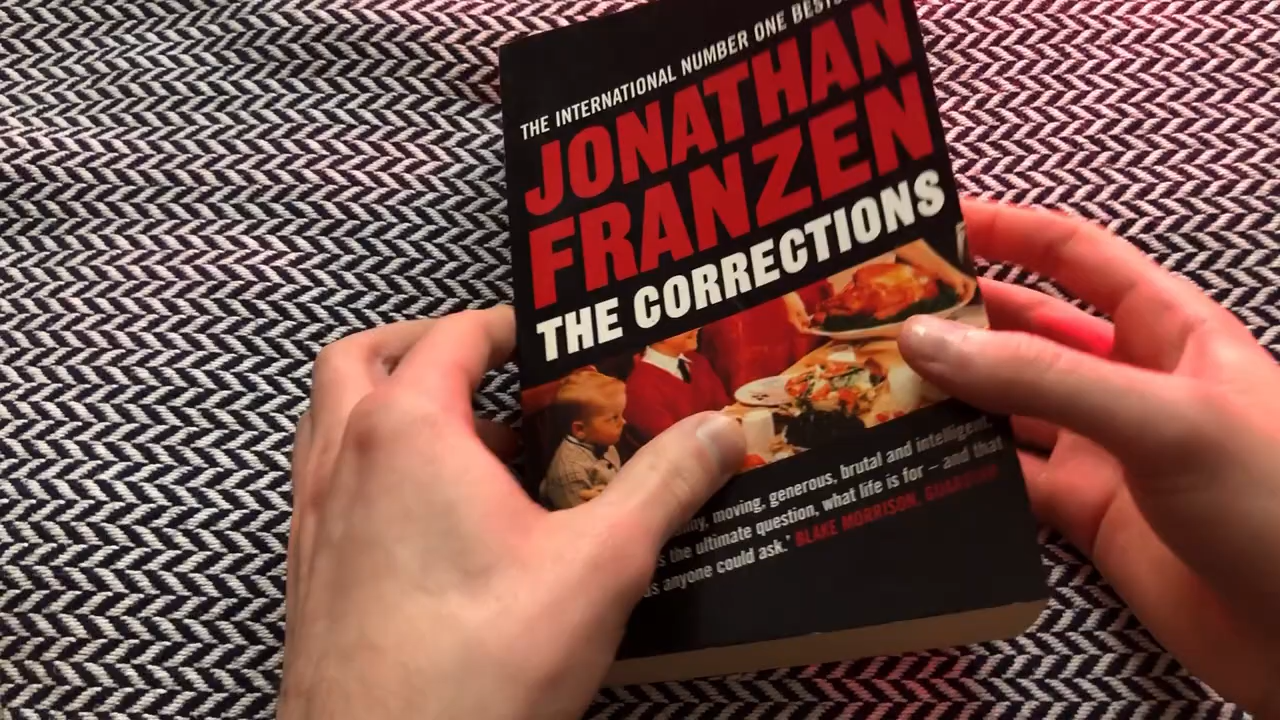 THE INTERNATIONAL NUMBER ONE
JONATHAN
FRANZEN
THE CORRECTIONS
moving, generous, brutal and intelligent,
the ultimate question, what life is for – and that
anyone could ask.' BLAKE MORRISON, GUARDIAN